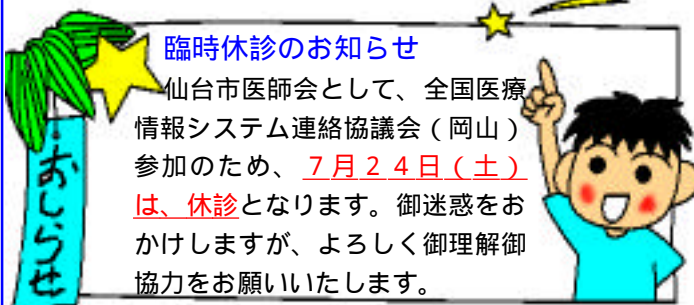 臨時休診のお知らせ
仙台市医師会として、全国医療
情報システム連絡協議会（岡山）
参加のため、７月２４日（土）
は、休診となります。御迷惑をお
かけしますが、よろしく御理解御
協力をお願いいたします。
おしらせ